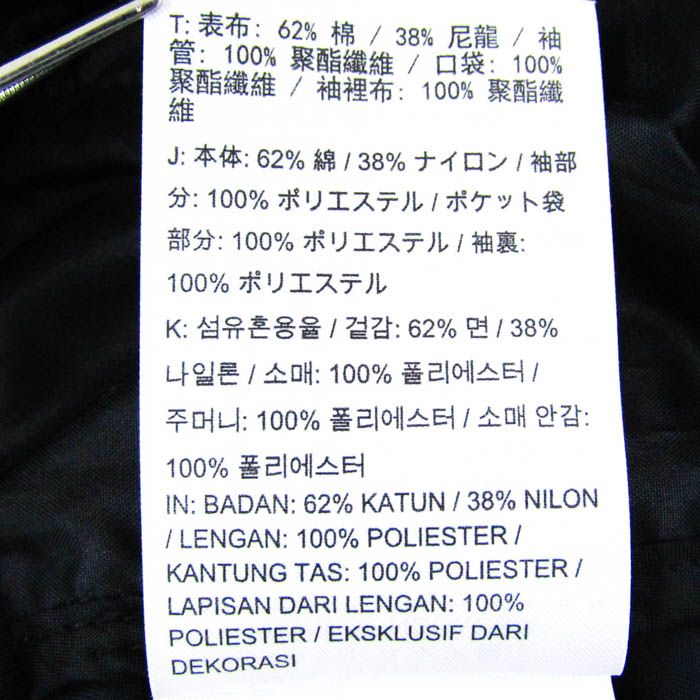 T: 表布: 62% 棉 / 38% 尼龍 / 袖
管: 100% 聚酯纖維 / 口袋: 100%
聚酯纖維 / 袖裡布: 100% 聚酯纖
維
J: 本体: 62% 綿 / 38% ナイロン / 袖部
分: 100% ポリエステル / ポケット袋
部分: 100% ポリエステル / 袖裏:
100% ポリエステル
K: 섬유혼용율 / 겉감: 62% 면 / 38%
나일론 / 소매: 100% 폴리에스터 /
주머니: 100% 폴리에스터 / 소매 안감:
100% 폴리에스터
IN: BADAN: 62% KATUN / 38% NILON
/ LENGAN: 100% POLIESTER /
KANTUNG TAS: 100% POLIESTER /
LAPISAN DARI LENGAN: 100%
POLIESTER / EKSKLUSIF DARI
DEKORASI